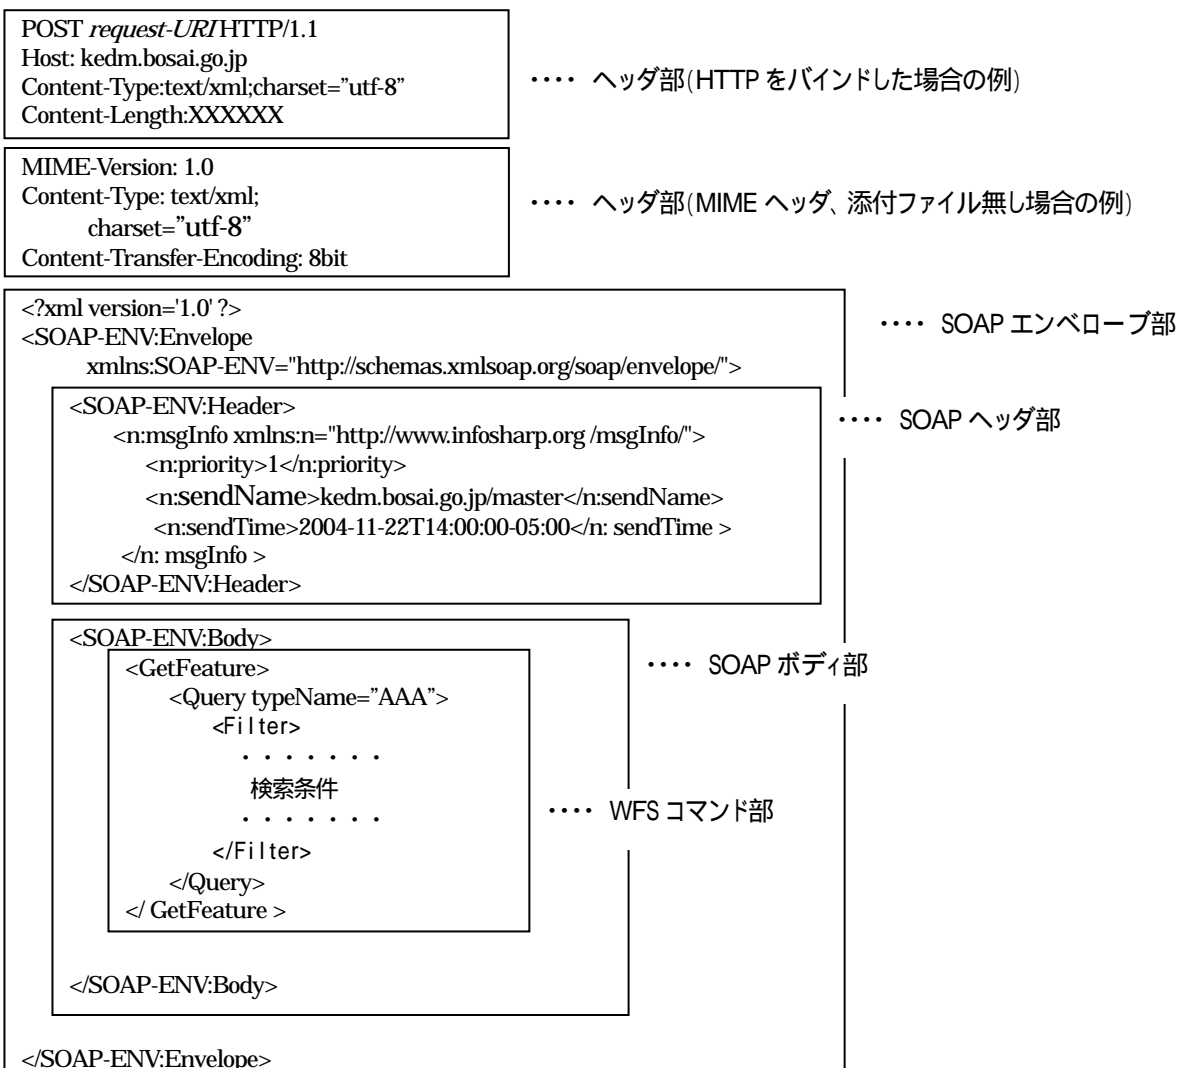 POST request-URI HTTP/1.1
Host: kedm.bosai.go.jp
Content-Type:text/xml;charset=”utf-8”
Content-Length:XXXXXX
・・・・ ヘッダ部(HTTP をバインドした場合の例)
MIME-Version: 1.0
Content-Type: text/xml;
charset=”utf-8”
Content-Transfer-Encoding: 8bit
・・・・ ヘッダ部(MIME ヘッダ、添付ファイル無し場合の例)
<?xml version='1.0' ?>
<SOAP-ENV:Envelope
xmlns:SOAP-ENV="http://schemas.xmlsoap.org/soap/envelope/">
・・・・ SOAP エンベローブ部
<SOAP-ENV:Header>
<n:msgInfo xmlns:n="http://www.infosharp.org /msgInfo/">
<n:priority>1</n:priority>
<n:sendName>kedm.bosai.go.jp/master</n:sendName>
<n:sendTime>2004-11-22T14:00:00-05:00</n: sendTime >
</n: msgInfo >
</SOAP-ENV:Header>
・・・・ SOAP ヘッダ部
<SOAP-ENV:Body>
<GetFeature>
<Query typeName=”AAA”>
<Filter>
・・・・・・・
検索条件
・・・・・・・
</Filter>
</Query>
</ GetFeature >
・・・・ SOAP ボディ部
・・・・ WFS コマンド部
</SOAP-ENV:Body>
</SOAP-ENV:Envelope>